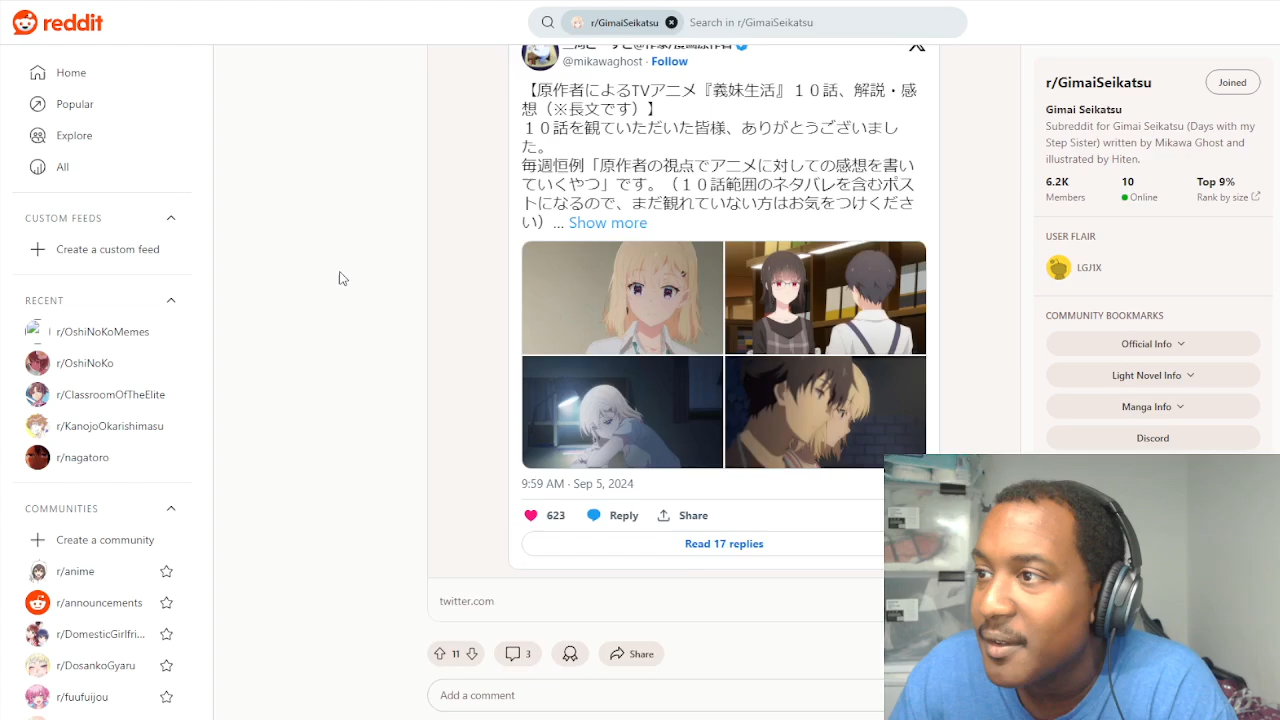 reddit
r/GimaiSeikatsu
Search in r/GimaiSeikatsu
Home
Popular
Explore
All
CUSTOM FEEDS
Create a custom feed
RECENT
r/OshiNoKoMemes
r/OshiNoKo
r/ClassroomOfTheElite
r/KanojoOkarishimasu
r/nagatoro
COMMUNITIES
Create a community
r/anime
r/announcements
r/DomesticGirlfri...
r/DosankoGyaru
r/fuufuijou
@mikawaghost · Follow
【原作者によるTVアニメ『義妹生活』１０話、解説・感
想（※長文です）】
１０話を観ていただいた皆様、ありがとうございまし
た。
毎週恒例「原作者の視点でアニメに対しての感想を書い
ていくやつ」です。（１０話範囲のネタバレを含むポス
トになるので、まだ観れていない方はお気をつけくださ
い）... Show more
9:59 AM · Sep 5, 2024
623 Reply Share
Read 17 replies
twitter.com
11 3 Share
Add a comment
r/GimaiSeikatsu
Joined
Gimai Seikatsu
Subreddit for Gimai Seikatsu (Days with my
Step Sister) written by Mikawa Ghost and
illustrated by Hiten.
6.2K 10 Top 9%
Members Online Rank by size
USER FLAIR
LGJ1X
COMMUNITY BOOKMARKS
Official Info
Light Novel Info
Manga Info
Discord